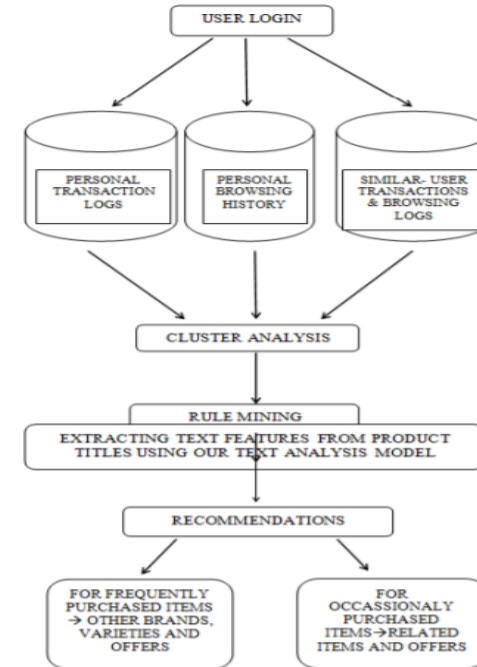 USER LOGIN
PERSONAL
TRANSACTION
LOGS
PERSONAL
BROWSING
HISTORY
SIMILAR- USER
TRANSACTIONS
& BROWSING
LOGS
CLUSTER ANALYSIS
RULE MINING
EXTRACTING TEXT FEATURES FROM PRODUCT
TITLES USING OUR TEXT ANALYSIS MODEL
RECOMMENDATIONS
FOR FREQUENTLY
PURCHASED ITEMS
→ OTHER BRANDS,
VARIETIES AND
OFFERS
FOR
OCCASSIONALY
PURCHASED
ITEMS→RELATED
ITEMS AND OFFERS